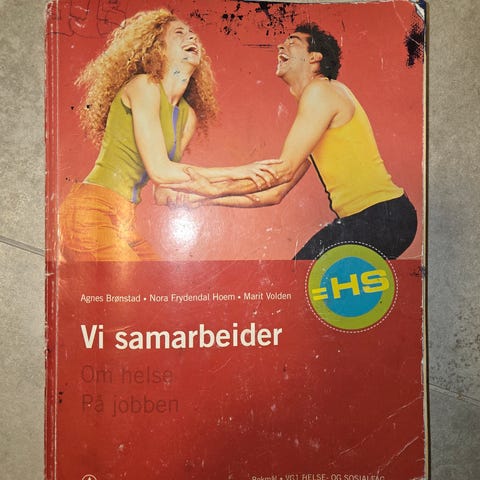 Agnes Brønstad • Nora Frydendal Hoem • Marit Volden
=HS
Vi samarbeider
Om helse
På jobben
Bokmål • VG1 HELSE- OG SOSIALFAG